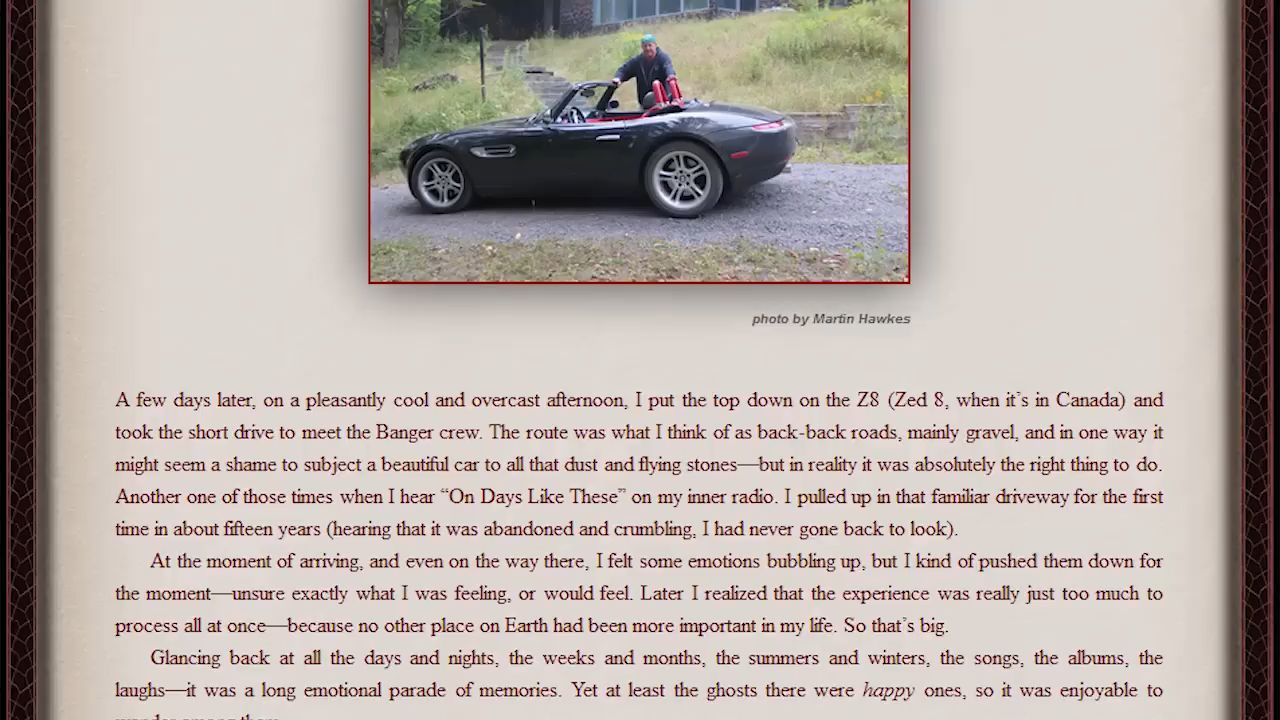 photo by Martin Hawkes
A few days later, on a pleasantly cool and overcast afternoon, I put the top down on the Z8 (Zed 8, when it's in Canada) and
took the short drive to meet the Banger crew. The route was what I think of as back-back roads, mainly gravel, and in one way it
might seem a shame to subject a beautiful car to all that dust and flying stones—but in reality it was absolutely the right thing to do.
Another one of those times when I hear “On Days Like These” on my inner radio. I pulled up in that familiar driveway for the first
time in about fifteen years (hearing that it was abandoned and crumbling, I had never gone back to look).
At the moment of arriving, and even on the way there, I felt some emotions bubbling up, but I kind of pushed them down for
the moment—unsure exactly what I was feeling, or would feel. Later I realized that the experience was really just too much to
process all at once—because no other place on Earth had been more important in my life. So that's big.
Glancing back at all the days and nights, the weeks and months, the summers and winters, the songs, the albums, the
laughs—it was a long emotional parade of memories. Yet at least the ghosts there were happy ones, so it was enjoyable to